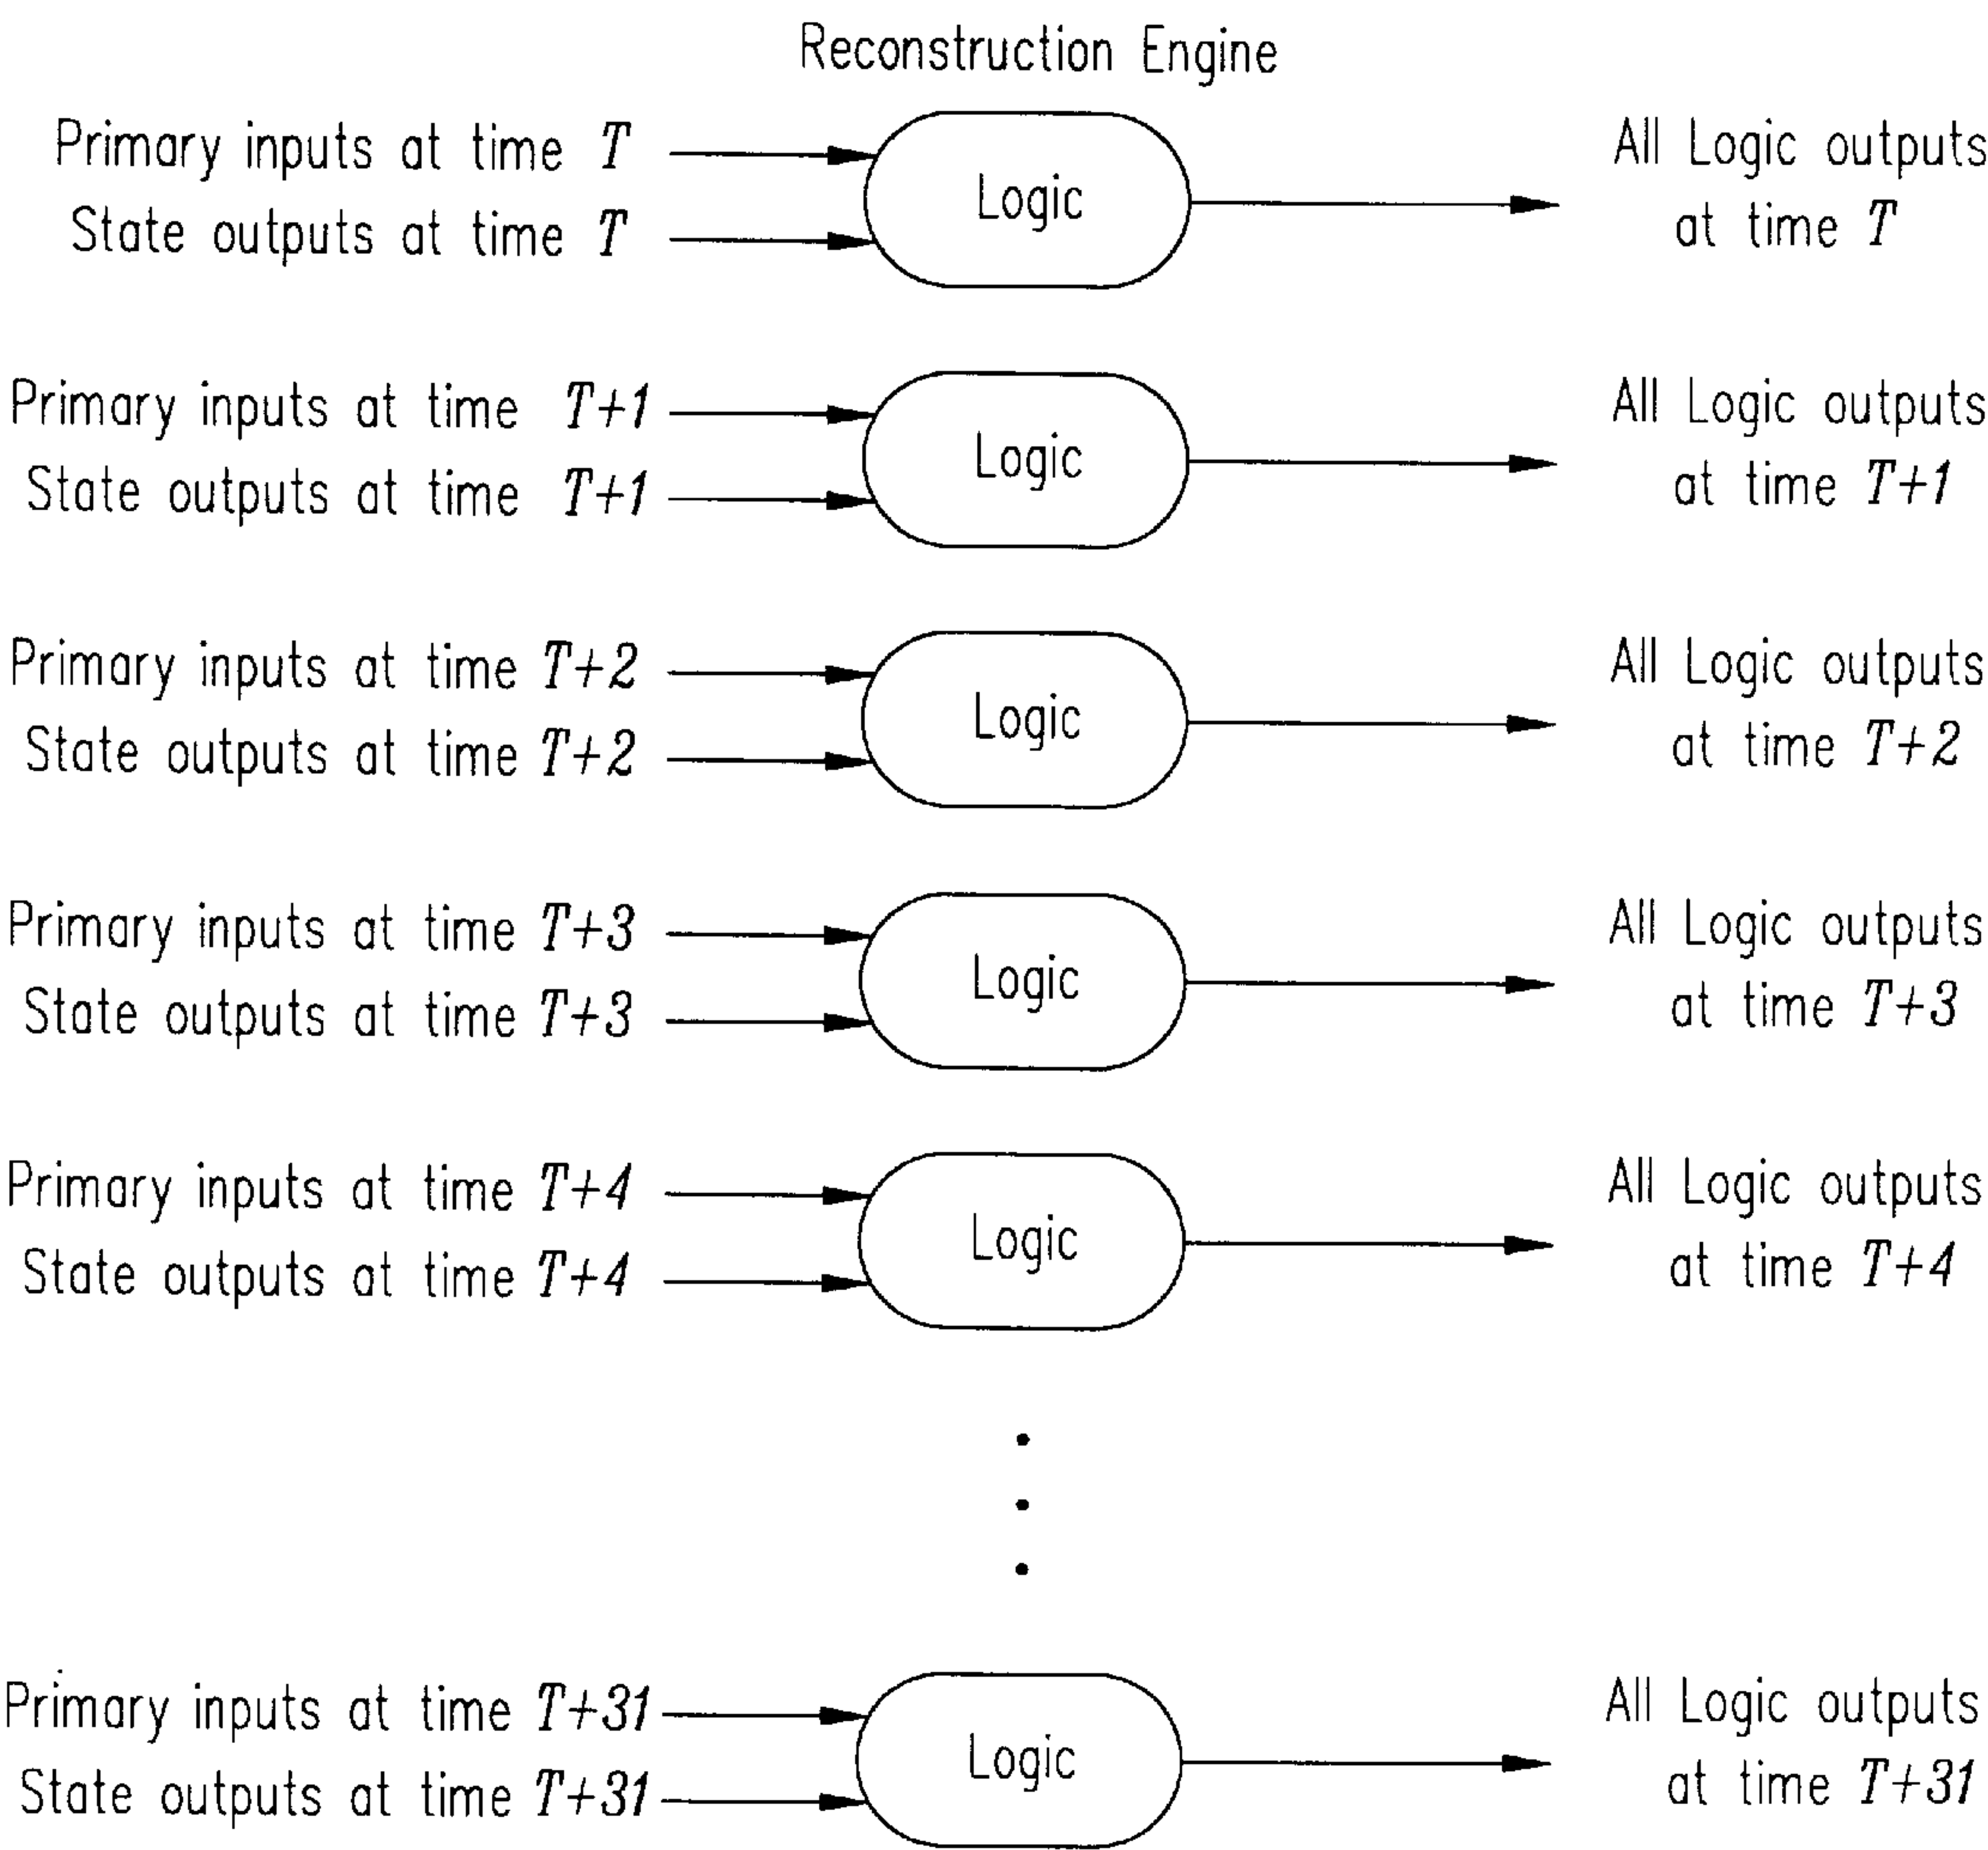 Reconstruction Engine
Primary inputs at time T
State outputs at time T
Logic
All Logic outputs
at time T
Primary inputs at time T+1
State outputs at time T+1
Logic
All Logic outputs
at time T+1
Primary inputs at time T+2
State outputs at time T+2
Logic
All Logic outputs
at time T+2
Primary inputs at time T+3
State outputs at time T+3
Logic
All Logic outputs
at time T+3
Primary inputs at time T+4
State outputs at time T+4
Logic
All Logic outputs
at time T+4
Primary inputs at time T+31
State outputs at time T+31
Logic
All Logic outputs
at time T+31